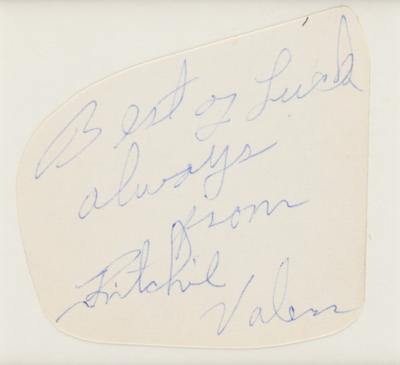 Best of Luck
always
from
Ritchie
Valens